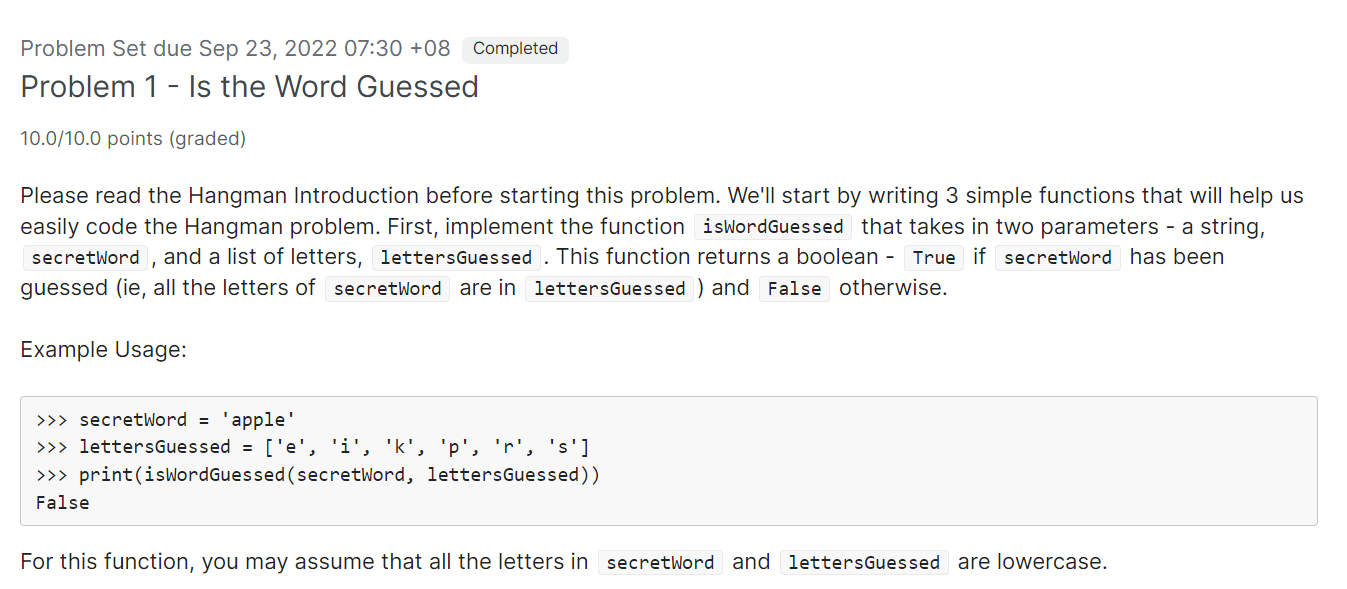 Problem Set due Sep 23, 2022 07:30 +08 Completed
Problem 1 - Is the Word Guessed
10.0/10.0 points (graded)
Please read the Hangman Introduction before starting this problem. We'll start by writing 3 simple functions that will help us
easily code the Hangman problem. First, implement the function isWordGuessed that takes in two parameters - a string,
secretWord , and a list of letters, lettersGuessed . This function returns a boolean - True if secretWord has been
guessed (ie, all the letters of secretWord are in lettersGuessed ) and False otherwise.
Example Usage:
>>> secretWord = 'apple'
>>> lettersGuessed = ['e', 'i', 'k', 'p', 'r', 's']
>>> print(isWordGuessed(secretWord, lettersGuessed))
False
For this function, you may assume that all the letters in secretWord and lettersGuessed are lowercase.